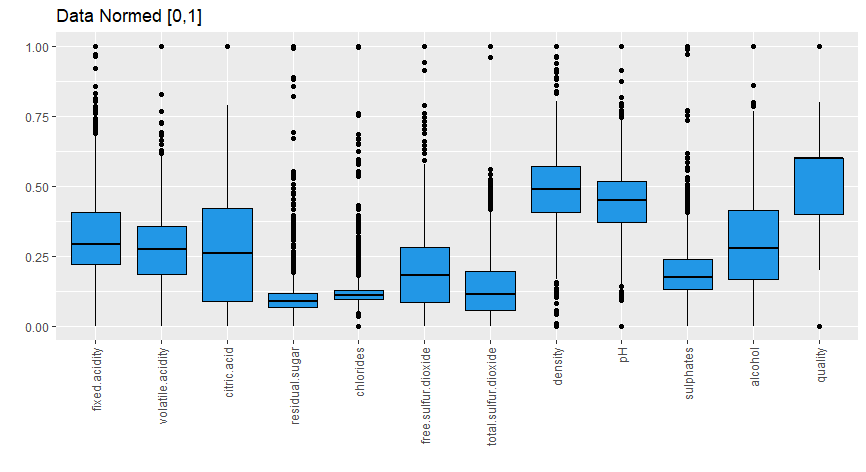 Data Normed [0,1]
1.00
0.75
0.50
0.25
0.00
fixed.acidity
volatile.acidity
citric.acid
residual.sugar
chlorides
free.sulfur.dioxide
total.sulfur.dioxide
density
pH
sulphates
alcohol
quality